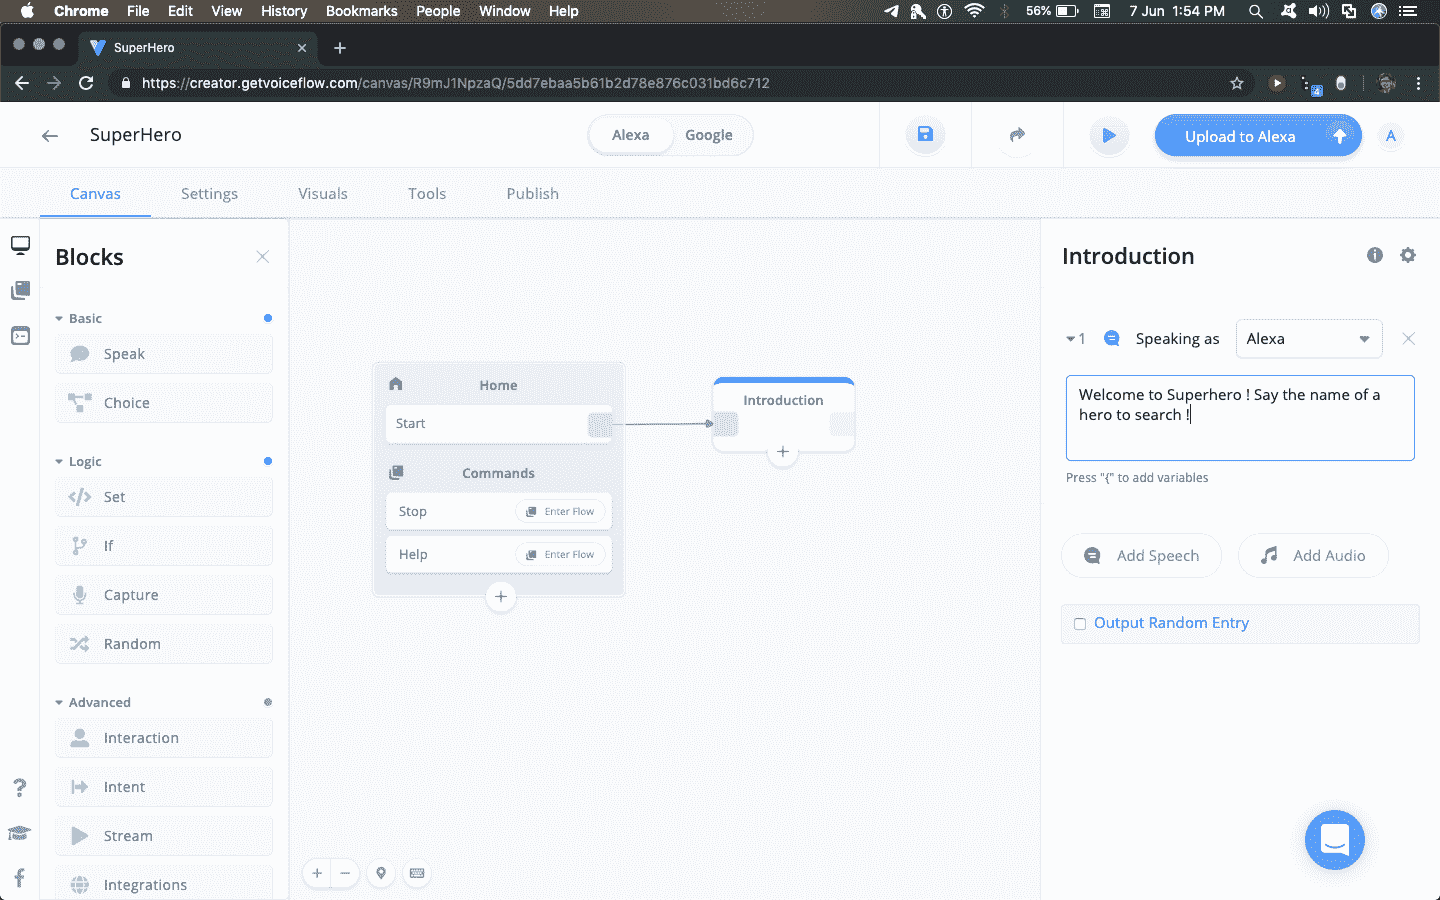 Chrome File Edit View History Bookmarks People Window Help 56% 7 Jun 1:54 PM
SuperHero
https://creator.getvoiceflow.com/canvas/R9mJ1NpzaQ/5dd7ebaa5b61b2d78e876c031bd6c712
4
SuperHero
Alexa Google
Upload to Alexa
A
Canvas Settings Visuals Tools Publish
Blocks
Basic
Speak
Choice
Logic
Set
If
Capture
Random
Advanced
Interaction
Intent
Stream
Integrations
Home
Start
Commands
Stop Enter Flow
Help Enter Flow
Introduction
Introduction
1 Speaking as Alexa
Welcome to Superhero ! Say the name of a
hero to search !
Press "{" to add variables
Add Speech Add Audio
Output Random Entry